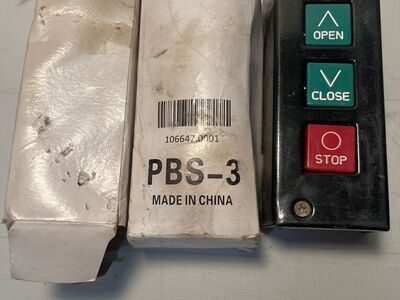 106647.0001
PBS-3
MADE IN CHINA
OPEN
CLOSE
STOP